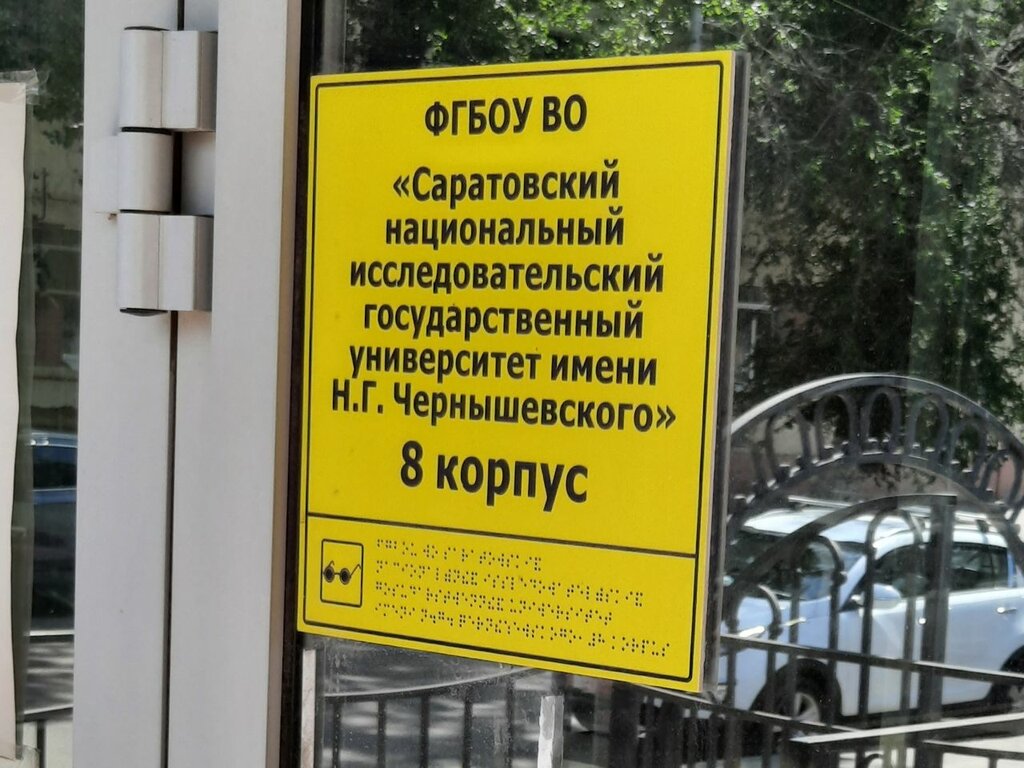 ФГБОУ ВО
«Саратовский
национальный
исследовательский
государственный
университет имени
Н.Г. Чернышевского»
8 корпус